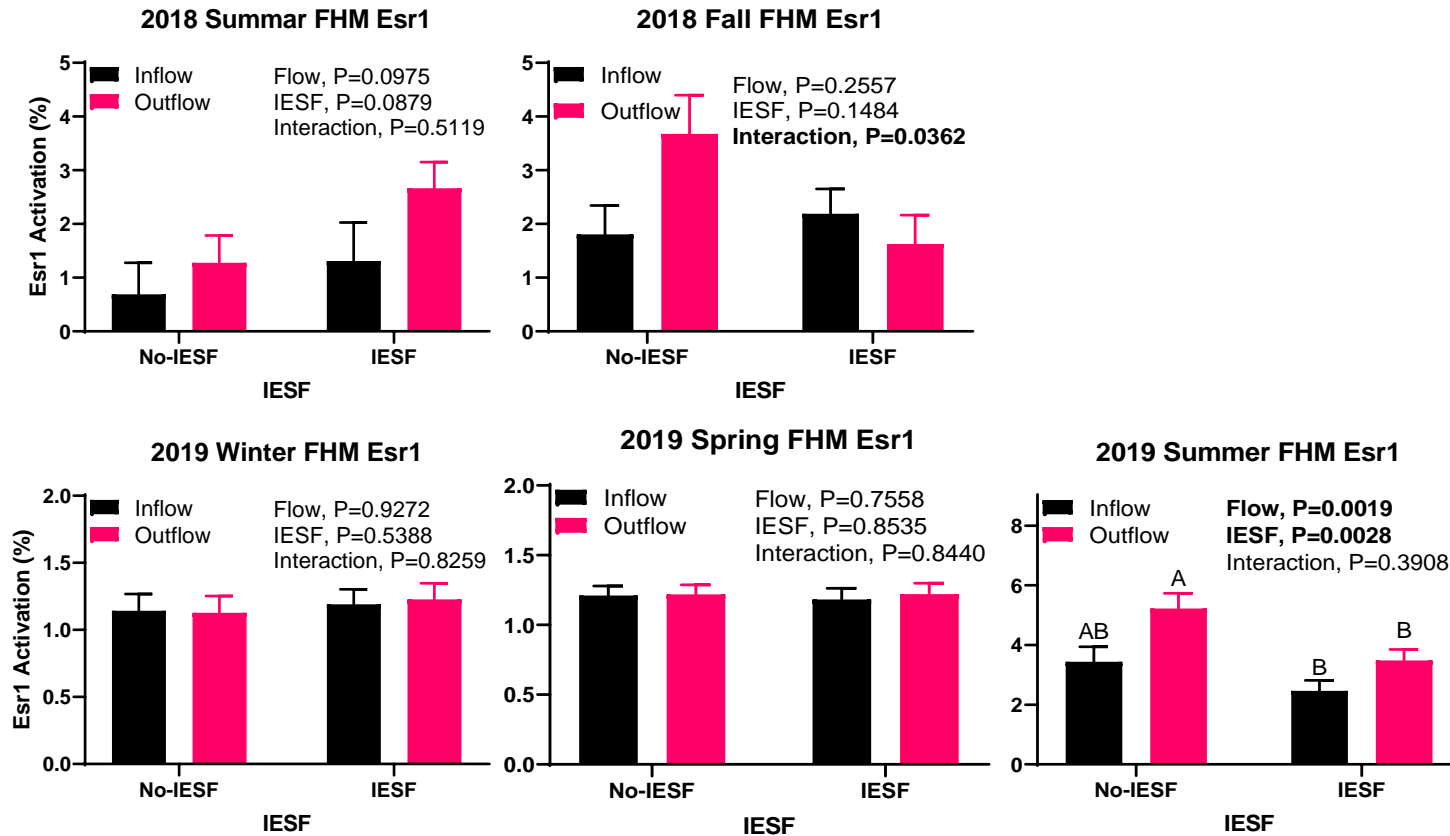 2018 Summar FHM Esr1
Inflow
Outflow
Flow, P=0.0975
IESF, P=0.0879
Interaction, P=0.5119
Esr1 Activation (%)
5
4
3
2
1
0
No-IESF
IESF
IESF
2018 Fall FHM Esr1
Inflow
Outflow
Flow, P=0.2557
IESF, P=0.1484
Interaction, P=0.0362
5
4
3
2
1
0
No-IESF
IESF
IESF
2019 Winter FHM Esr1
Inflow
Outflow
Flow, P=0.9272
IESF, P=0.5388
Interaction, P=0.8259
Esr1 Activation (%)
2.0
1.5
1.0
0.5
0.0
No-IESF
IESF
IESF
2019 Spring FHM Esr1
Inflow
Outflow
Flow, P=0.7558
IESF, P=0.8535
Interaction, P=0.8440
2.0
1.5
1.0
0.5
0.0
No-IESF
IESF
IESF
2019 Summer FHM Esr1
Inflow
Outflow
Flow, P=0.0019
IESF, P=0.0028
Interaction, P=0.3908
8
6
4
2
0
AB
A
B
B
No-IESF
IESF
IESF